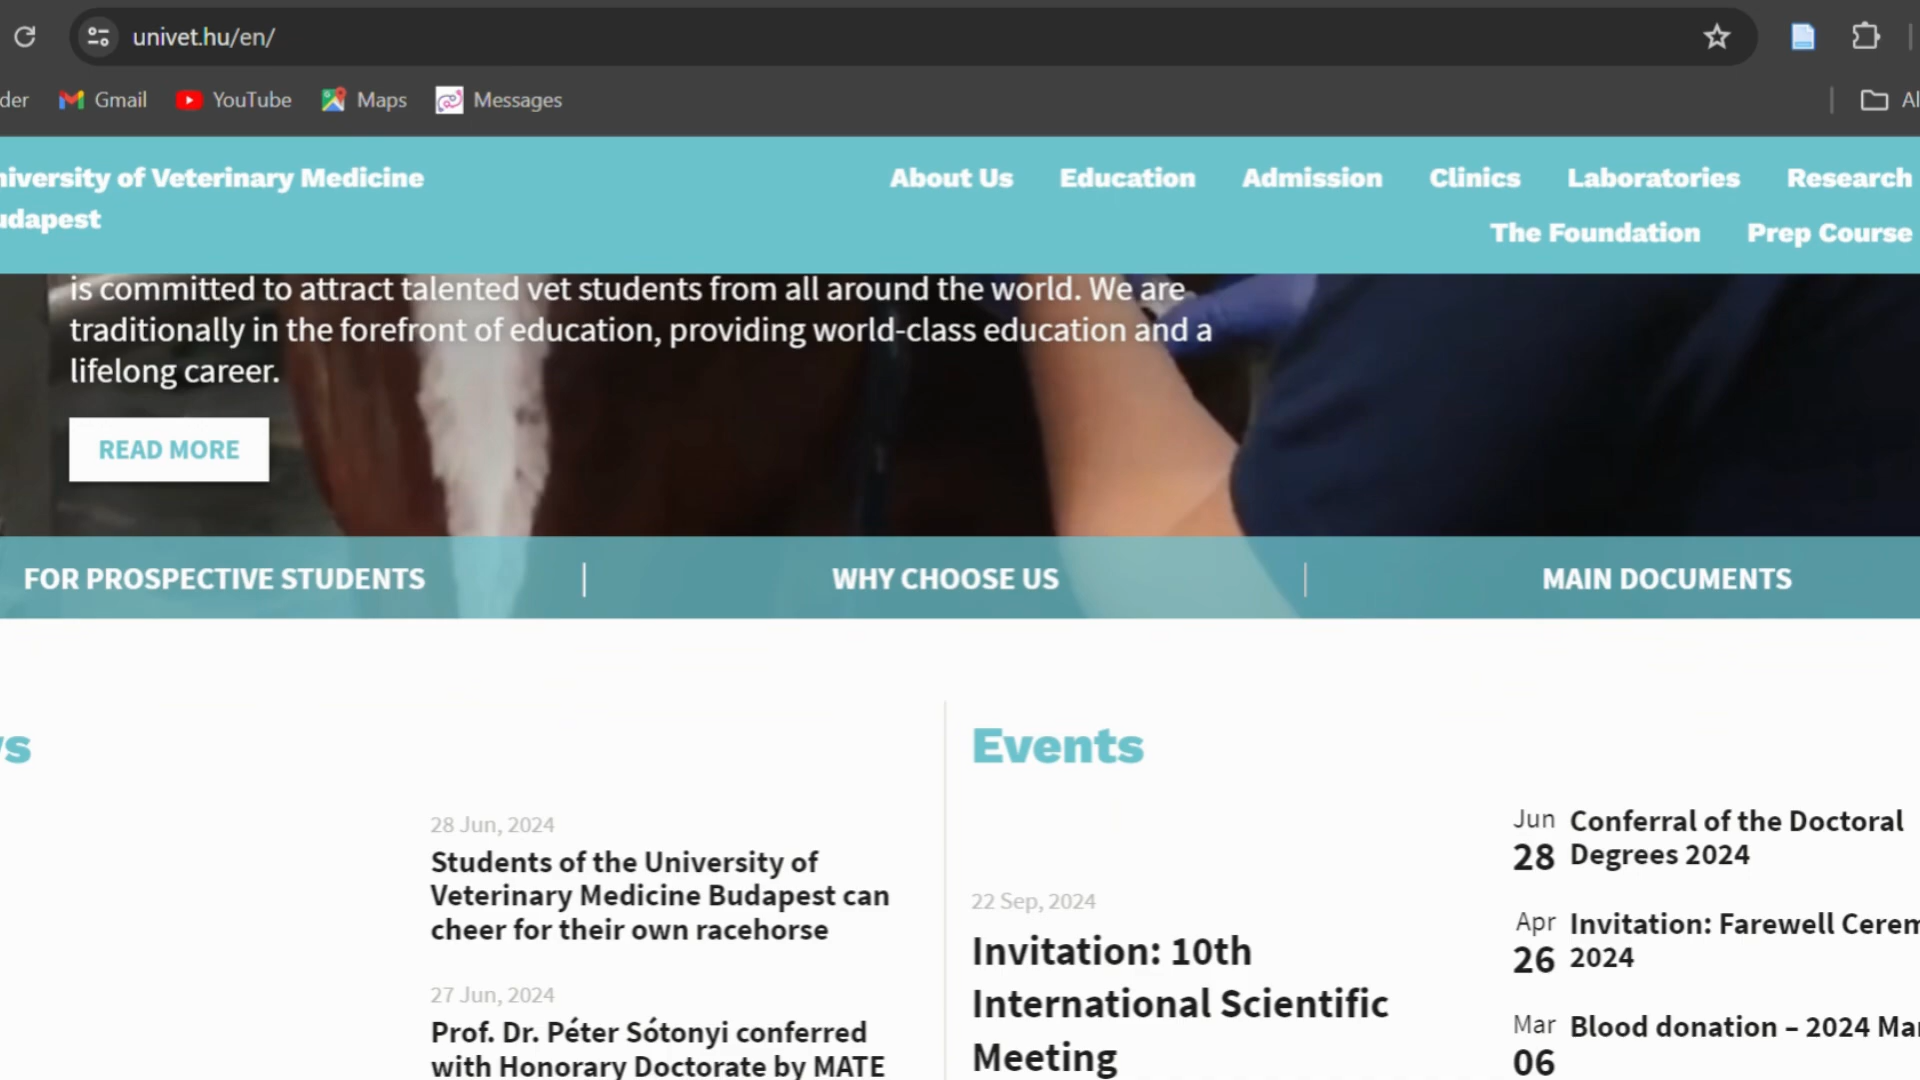 univet.hu/en/
der Gmail YouTube Maps Messages
University of Veterinary Medicine
Budapest
About Us Education Admission Clinics Laboratories Research
The Foundation Prep Course
is committed to attract talented vet students from all around the world. We are
traditionally in the forefront of education, providing world-class education and a
lifelong career.
READ MORE
FOR PROSPECTIVE STUDENTS | WHY CHOOSE US | MAIN DOCUMENTS
28 Jun, 2024
Students of the University of
Veterinary Medicine Budapest can
cheer for their own racehorse
27 Jun, 2024
Prof. Dr. Péter Sótonyi conferred
with Honorary Doctorate by MATE
Events
22 Sep, 2024
Invitation: 10th
International Scientific
Meeting
Jun
28
Conferral of the Doctoral
Degrees 2024
Apr
26
Invitation: Farewell Cerem
2024
Mar
06
Blood donation – 2024 Mar